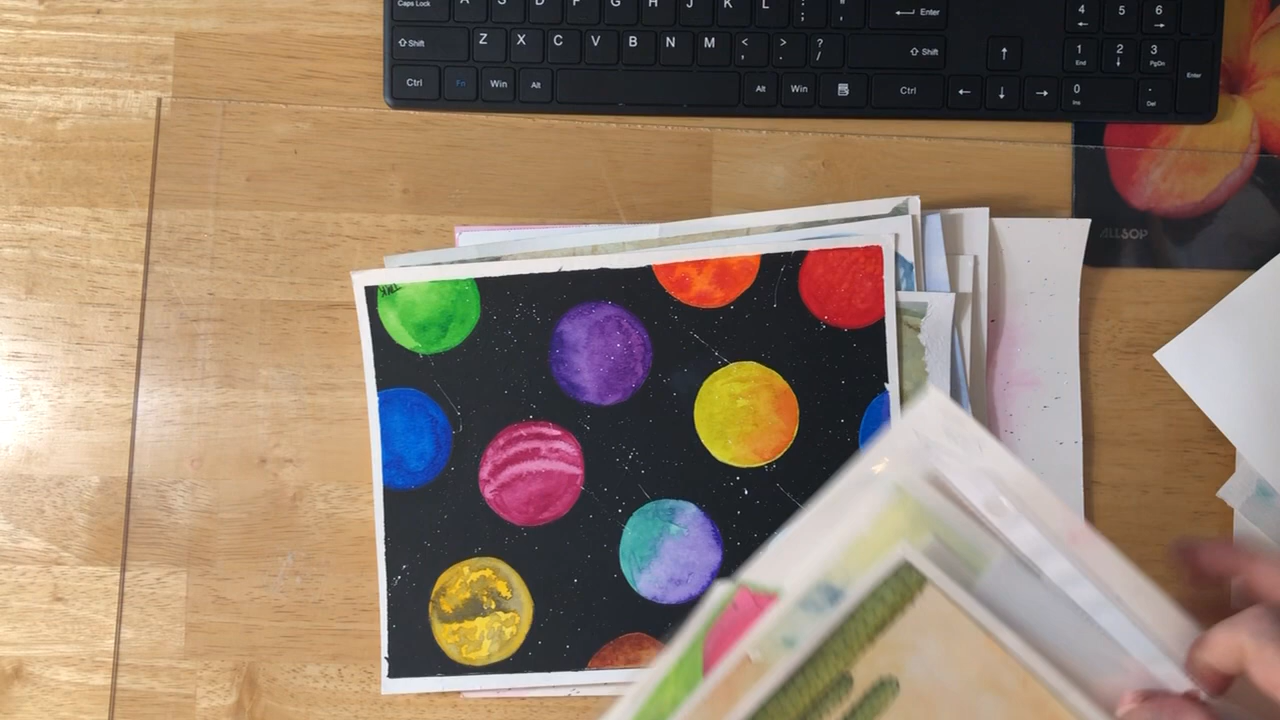 Caps Lock A S D F G H J K L ; : ' " ← Enter 4 ← 5 6 →
⇧ Shift Z X C V B N M < , > . ? / ⇧ Shift ↑ 1 End 2 ↓ 3 PgDn
Ctrl Fn Win Alt Alt Win Ctrl ← ↓ → 0 Ins . Del Enter
ALLSOP